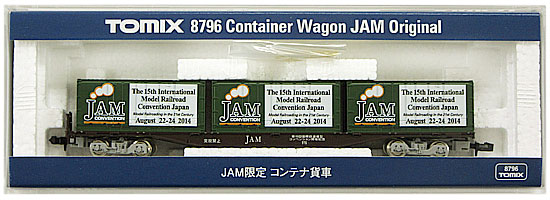 TOMIX 8796 Container Wagon JAM Original
JAM
CONVENTION
The 15th International
Model Railroad
Convention Japan
Model Railroading in the 21st Century
August 22-24 2014
JAM
CONVENTION
The 15th International
Model Railroad
Convention Japan
Model Railroading in the 21st Century
August 22-24 2014
JAM
CONVENTION
The 15th International
Model Railroad
Convention Japan
Model Railroading in the 21st Century
August 22-24 2014
突放禁止
JAM
JAM限定 コンテナ貨車
8796
TOMIX